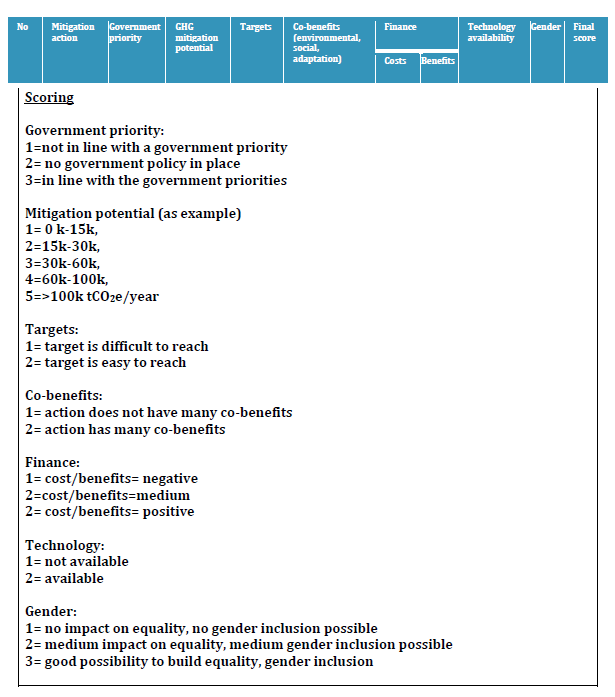 No
Mitigation action
Government priority
GHG mitigation potential
Targets
Co-benefits (environmental, social, adaptation)
Finance
Costs
Benefits
Technology availability
Gender
Final score
Scoring
Government priority:
1=not in line with a government priority
2= no government policy in place
3=in line with the government priorities
Mitigation potential (as example)
1= 0 k-15k,
2=15k-30k,
3=30k-60k,
4=60k-100k,
5=>100k tCO₂e/year
Targets:
1= target is difficult to reach
2= target is easy to reach
Co-benefits:
1= action does not have many co-benefits
2= action has many co-benefits
Finance:
1= cost/benefits= negative
2=cost/benefits=medium
2= cost/benefits= positive
Technology:
1= not available
2= available
Gender:
1= no impact on equality, no gender inclusion possible
2= medium impact on equality, medium gender inclusion possible
3= good possibility to build equality, gender inclusion